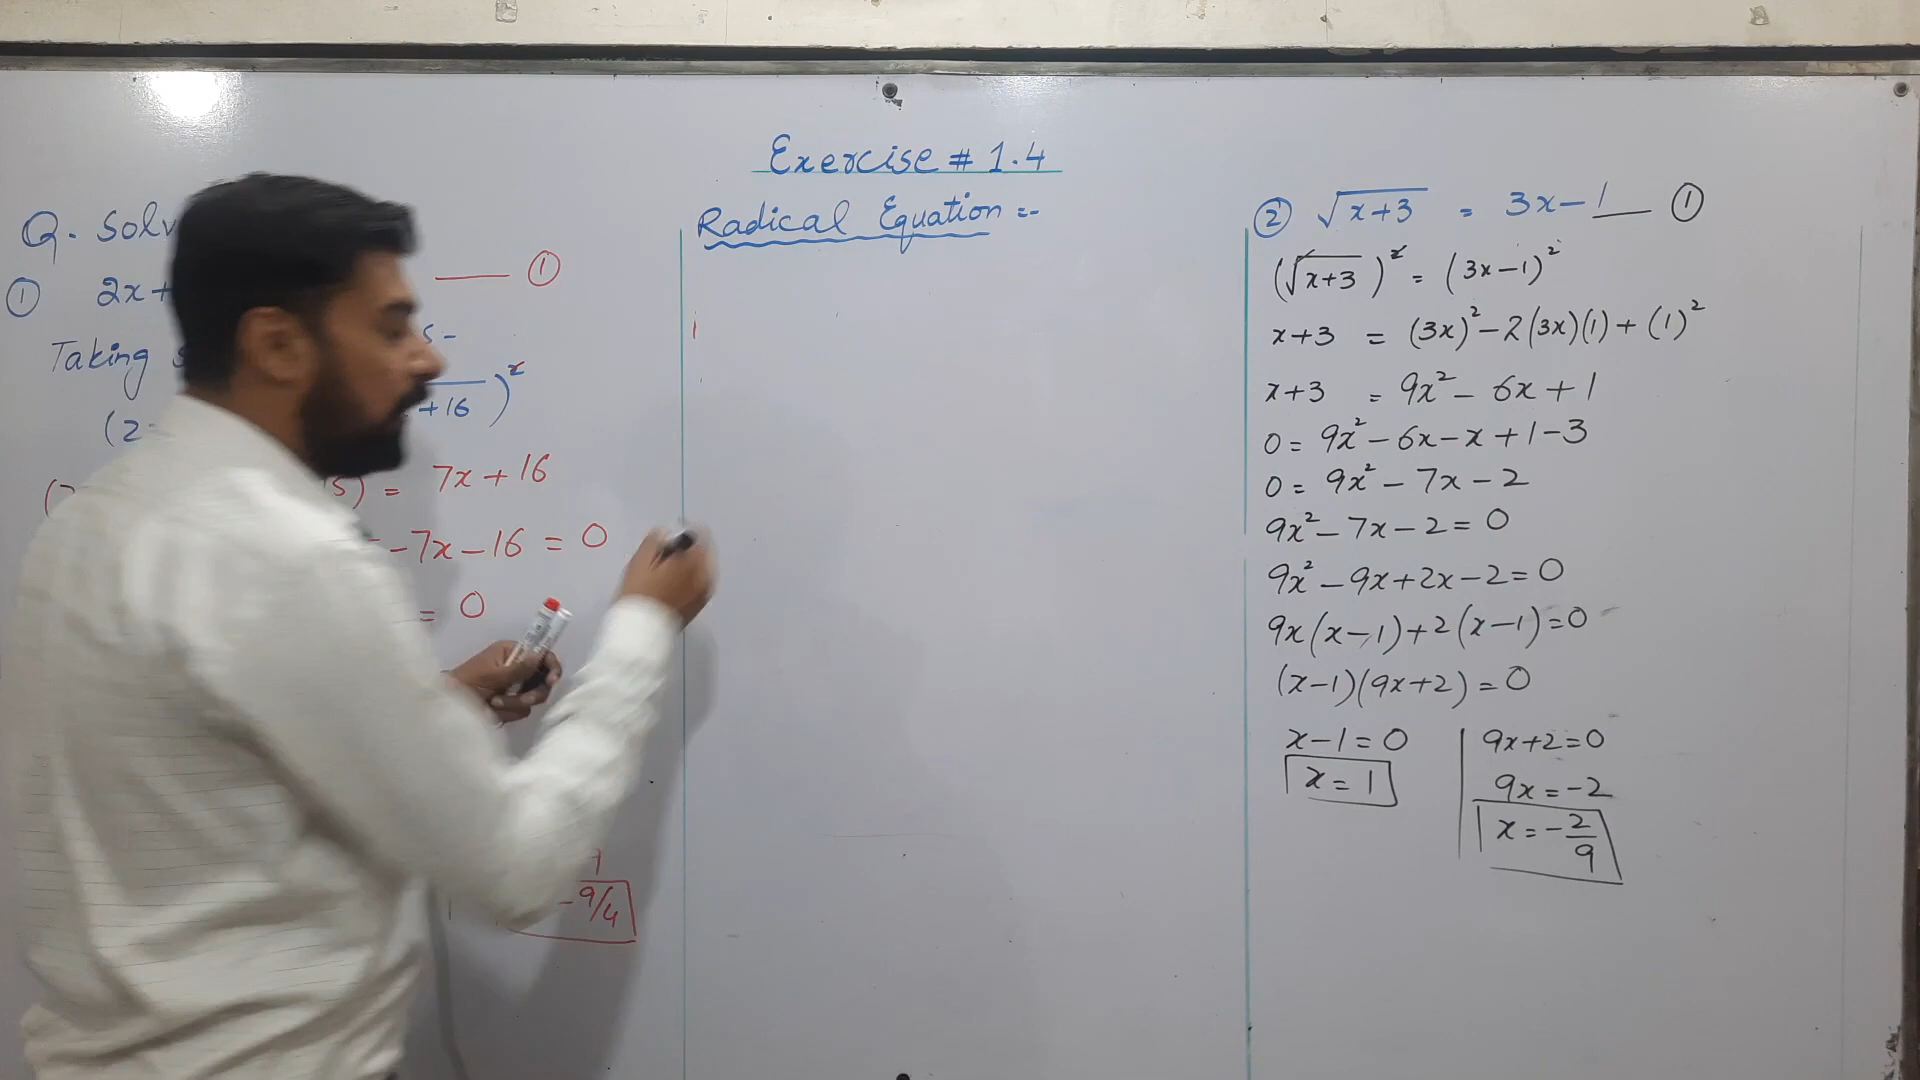 Exercise # 1.4
Q. Solv
① 2x+ —— ①
Taking s s-
(2 +16)²
5) = 7x+16
-7x-16 = 0
= 0
-9/4
Radical Equation :-
② √(x+3) = 3x-1 —— ①
(√(x+3))² = (3x-1)²
x+3 = (3x)²-2(3x)(1)+(1)²
x+3 = 9x²- 6x+1
0= 9x²-6x-x+1-3
0= 9x²-7x-2
9x²-7x-2=0
9x²-9x+2x-2=0
9x(x-1)+2(x-1)=0
(x-1)(9x+2)=0
x-1=0
x=1
9x+2=0
9x=-2
x=-2/9